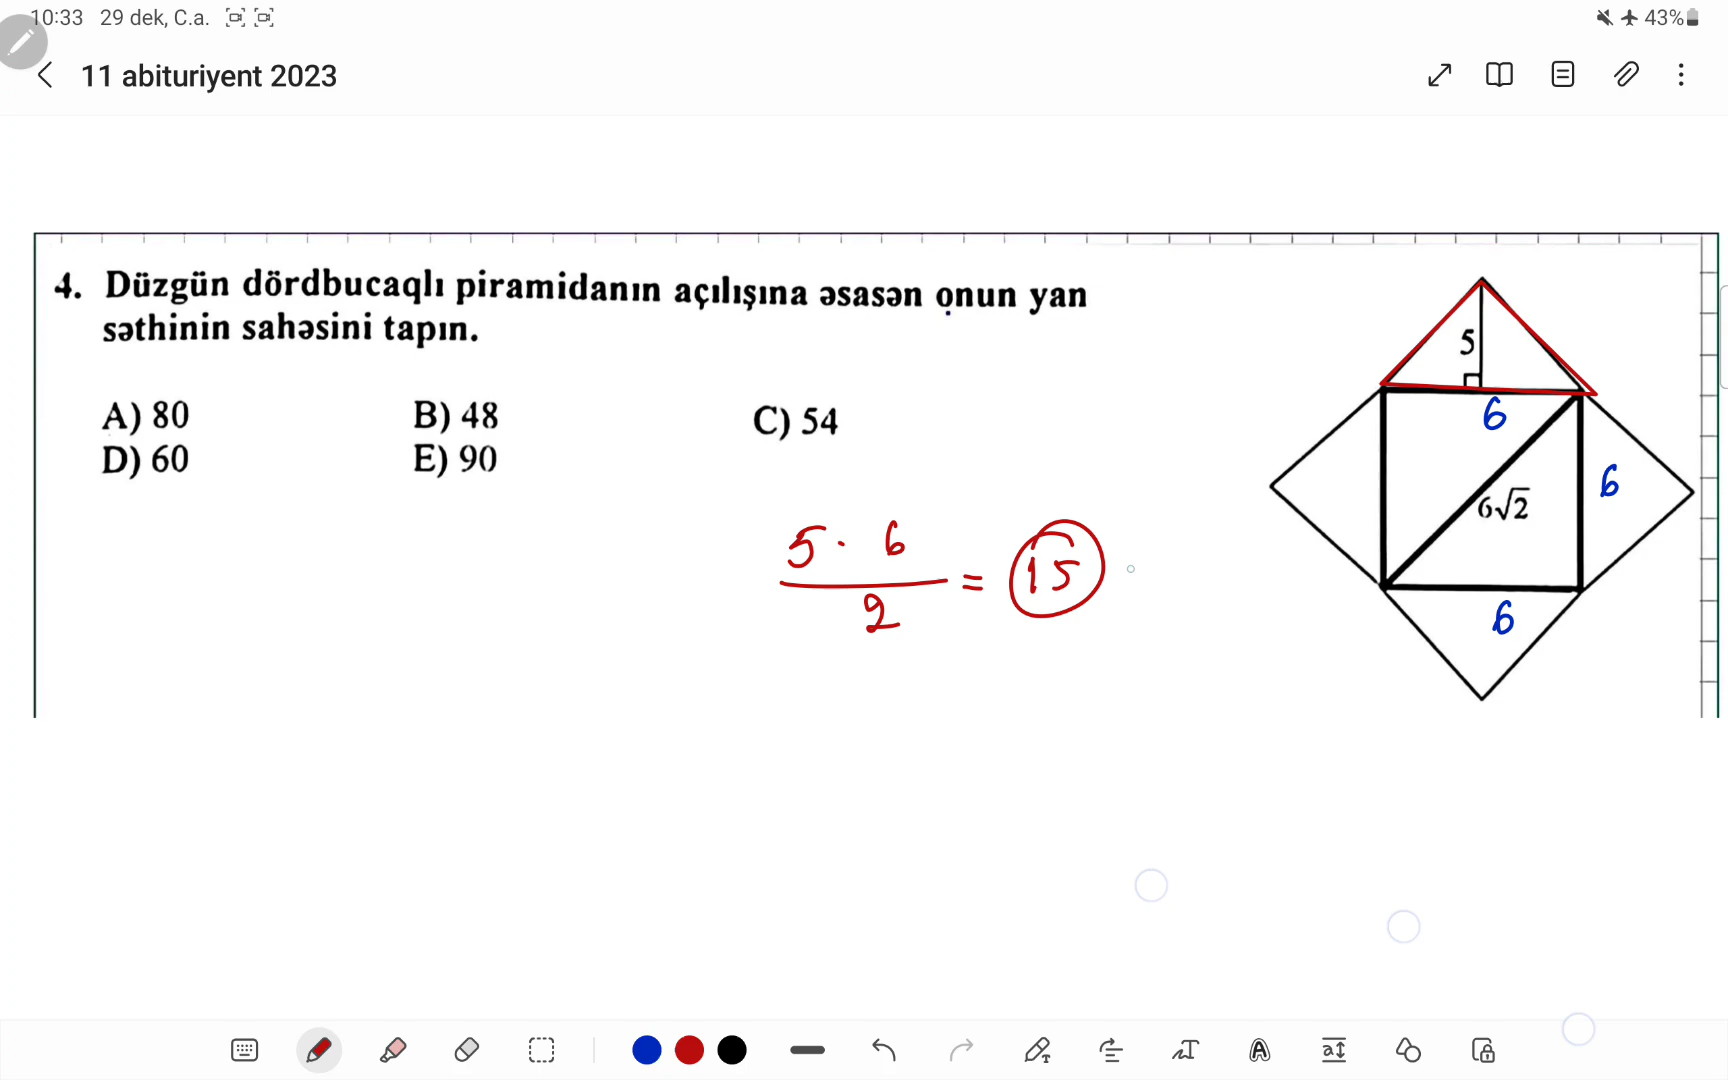 10:33 29 dek, C.a.
43%
11 abituriyent 2023
4. Düzgün dördbucaqlı piramidanın açılışına əsasən onun yan
səthinin sahəsini tapın.
A) 80 B) 48 C) 54
D) 60 E) 90
5
6
6
6√2
6
5 · 6
2
= 15